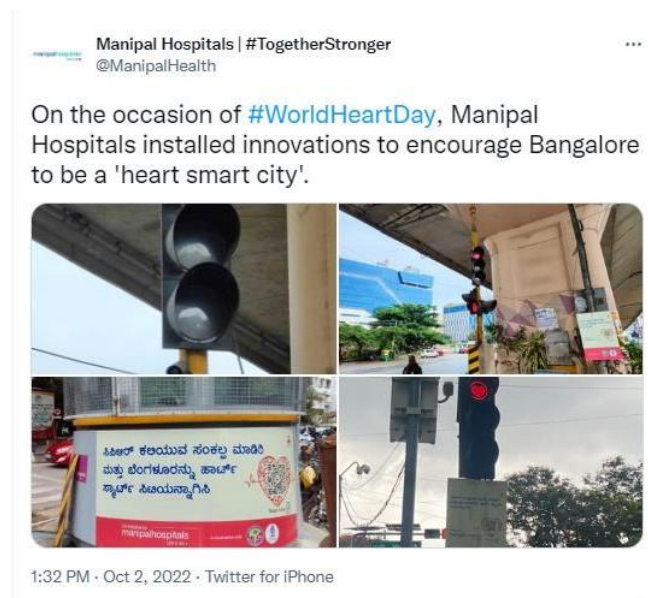 Manipal Hospitals | #TogetherStronger
@ManipalHealth
On the occasion of #WorldHeartDay, Manipal
Hospitals installed innovations to encourage Bangalore
to be a 'heart smart city'.
ಸಿಪಿಆರ್ ಕಲಿಯುವ ಸಂಕಲ್ಪ ಮಾಡಿರಿ
ಮತ್ತು ಬೆಂಗಳೂರನ್ನು ಹಾರ್ಟ್
ಸ್ಮಾರ್ಟ್ ಸಿಟಿಯನ್ನಾಗಿಸಿ
manipalhospitals
1:32 PM · Oct 2, 2022 · Twitter for iPhone